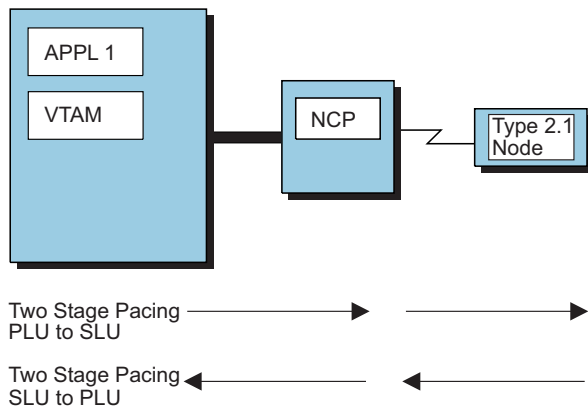 APPL 1
VTAM
NCP
Type 2.1
Node
Two Stage Pacing
PLU to SLU
Two Stage Pacing
SLU to PLU